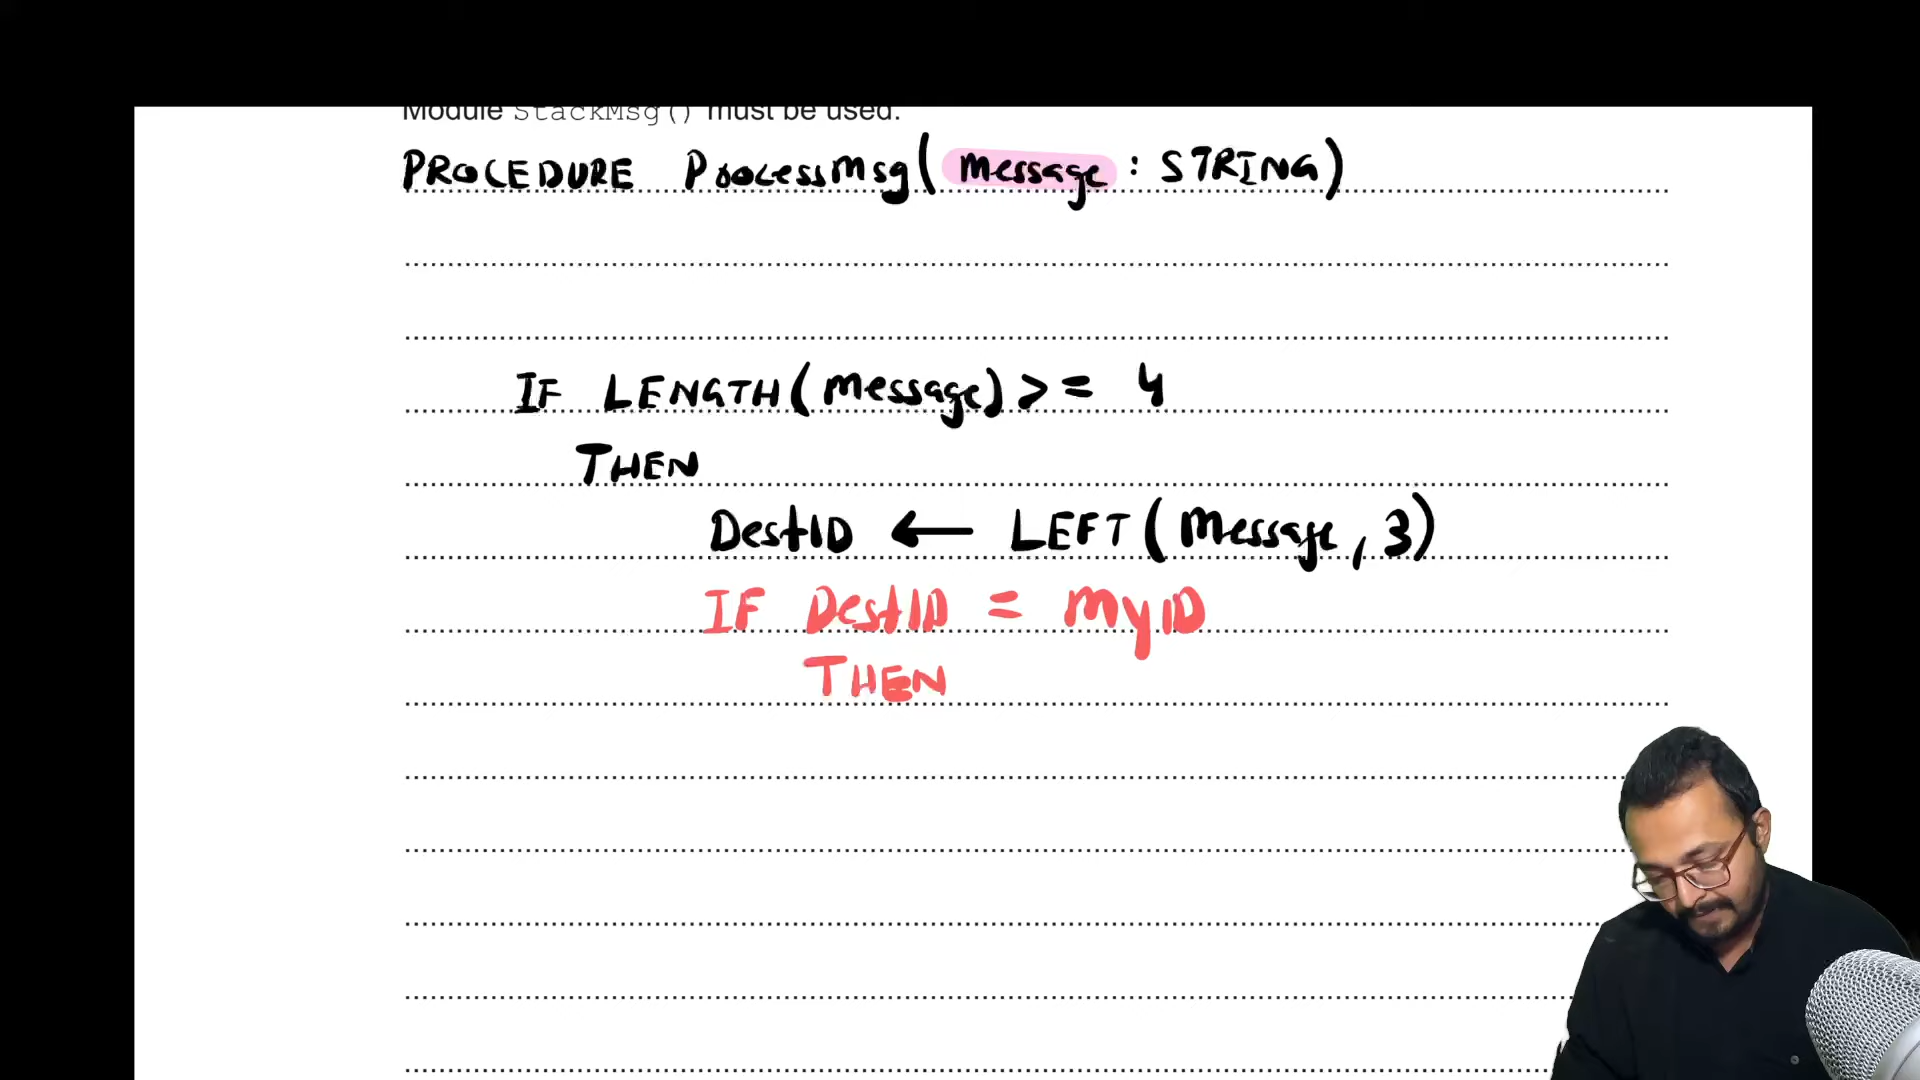 Module StackMsg() must be used.
PROCEDURE ProcessMsg(message : STRING)
IF LENGTH(message) >= 4
THEN
DestID ← LEFT(Message, 3)
IF DestID = MyID
THEN